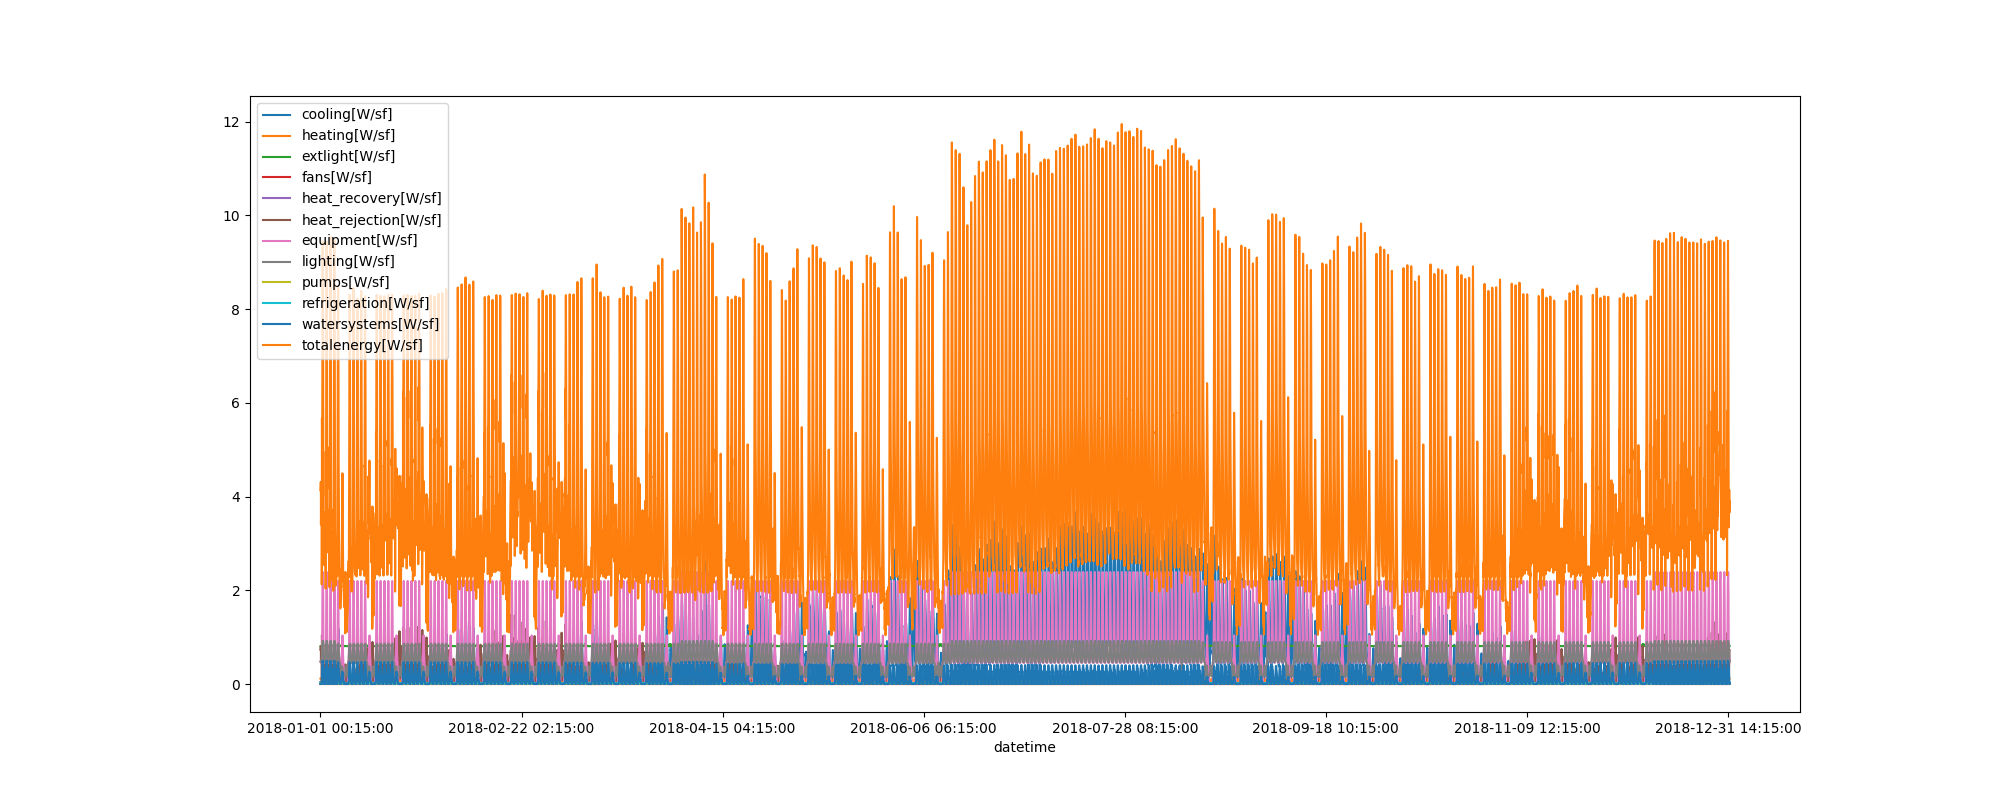 12
10
8
6
4
2
0
cooling[W/sf]
heating[W/sf]
extlight[W/sf]
fans[W/sf]
heat_recovery[W/sf]
heat_rejection[W/sf]
equipment[W/sf]
lighting[W/sf]
pumps[W/sf]
refrigeration[W/sf]
watersystems[W/sf]
totalenergy[W/sf]
2018-01-01 00:15:00 2018-02-22 02:15:00 2018-04-15 04:15:00 2018-06-06 06:15:00 2018-07-28 08:15:00 2018-09-18 10:15:00 2018-11-09 12:15:00 2018-12-31 14:15:00
datetime